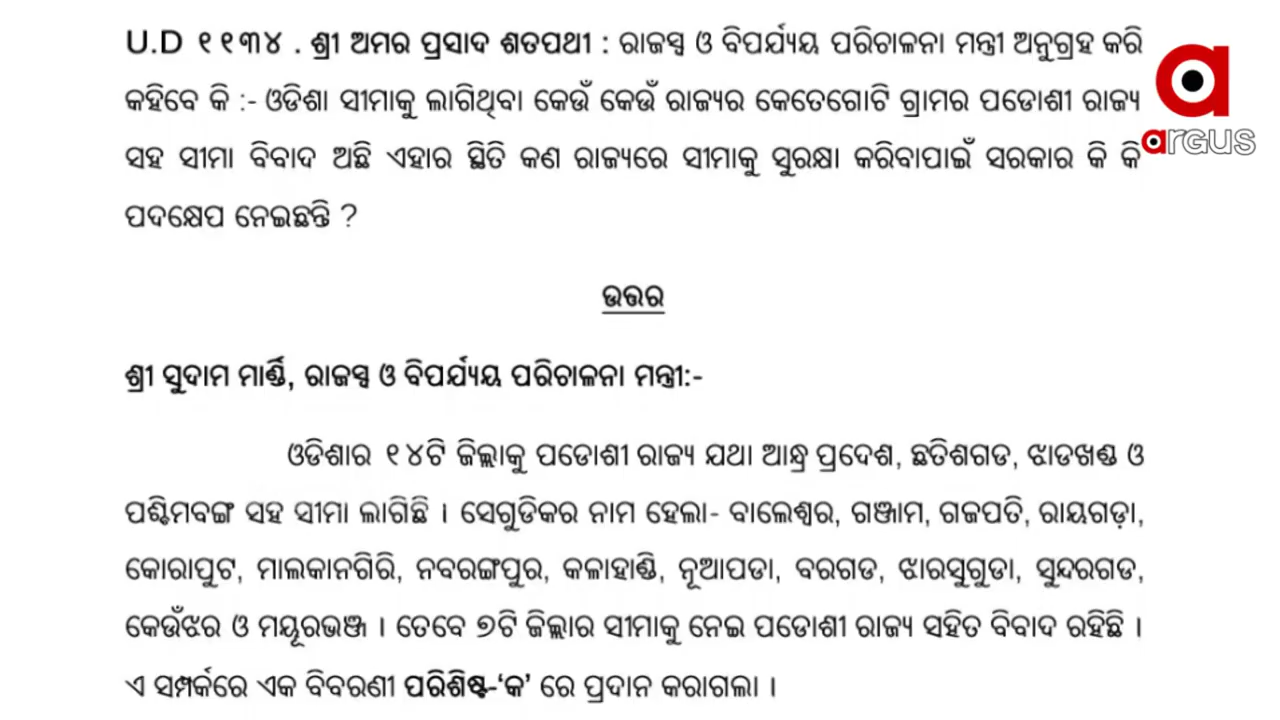 U.D ୧୧୩୪ . ଶ୍ରୀ ଅମର ପ୍ରସାଦ ଶତପଥୀ : ରାଜସ୍ୱ ଓ ବିପର୍ଯ୍ୟୟ ପରିଚାଳନା ମନ୍ତ୍ରୀ ଅନୁଗ୍ରହ କରି
କହିବେ କି :- ଓଡିଶା ସୀମାକୁ ଲାଗିଥିବା କେଉଁ କେଉଁ ରାଜ୍ୟର କେତେଗୋଟି ଗ୍ରାମର ପଡୋଶୀ ରାଜ୍ୟ
ସହ ସୀମା ବିବାଦ ଅଛି ଏହାର ସ୍ଥିତି କଣ ରାଜ୍ୟରେ ସୀମାକୁ ସୁରକ୍ଷା କରିବାପାଇଁ ସରକାର କି କି
ପଦକ୍ଷେପ ନେଇଛନ୍ତି ?
argus
ଉତ୍ତର
ଶ୍ରୀ ସୁଦାମ ମାର୍ଣ୍ଡି, ରାଜସ୍ୱ ଓ ବିପର୍ଯ୍ୟୟ ପରିଚାଳନା ମନ୍ତ୍ରୀ:-
ଓଡିଶାର ୧୪ଟି ଜିଲ୍ଲାକୁ ପଡୋଶୀ ରାଜ୍ୟ ଯଥା ଆନ୍ଧ୍ର ପ୍ରଦେଶ, ଛତିଶଗଡ, ଝାଡଖଣ୍ଡ ଓ
ପଶ୍ଚିମବଙ୍ଗ ସହ ସୀମା ଲାଗିଛି । ସେଗୁଡିକର ନାମ ହେଲା- ବାଲେଶ୍ୱର, ଗଞ୍ଜାମ, ଗଜପତି, ରାୟଗଡ଼ା,
କୋରାପୁଟ, ମାଲକାନଗିରି, ନବରଙ୍ଗପୁର, କଳାହାଣ୍ଡି, ନୂଆପଡା, ବରଗଡ, ଝାରସୁଗୁଡା, ସୁନ୍ଦରଗଡ,
କେଉଁଝର ଓ ମୟୂରଭଞ୍ଜ । ତେବେ ୭ଟି ଜିଲ୍ଲାର ସୀମାକୁ ନେଇ ପଡୋଶୀ ରାଜ୍ୟ ସହିତ ବିବାଦ ରହିଛି ।
ଏ ସମ୍ପର୍କରେ ଏକ ବିବରଣୀ ପରିଶିଷ୍ଟ-‘କ’ ରେ ପ୍ରଦାନ କରାଗଲା ।